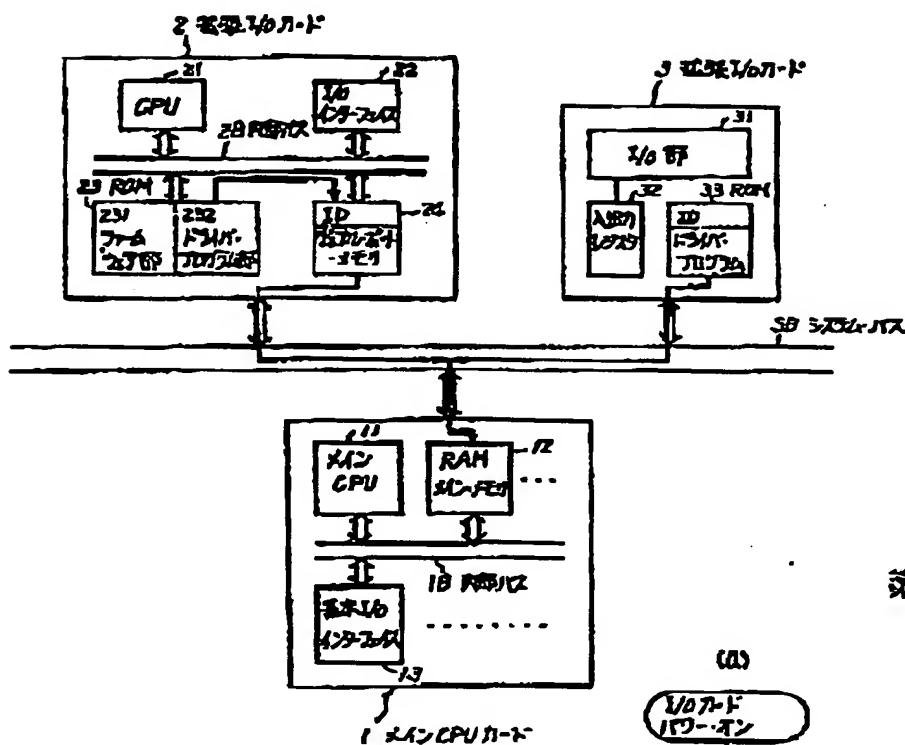 2 拡張I/Oカード
21
CPU
22
I/O
インターフェイス
2B 内部バス
23 ROM
231
ファーム
ウェア部
232
ドライバ・
プログラム部
24
ID
デュアルポート
・メモリ
3 拡張I/Oカード
31
I/O 部
32
入出力
レジスタ
33 ROM
ID
ドライバ・
プログラム
SB システム・バス
11
メイン
CPU
12
RAM
メイン・メモリ
1B 内部バス
基本I/O
インターフェイス
13
1 メインCPUカード
(a)
I/Oカード
パワー・オン